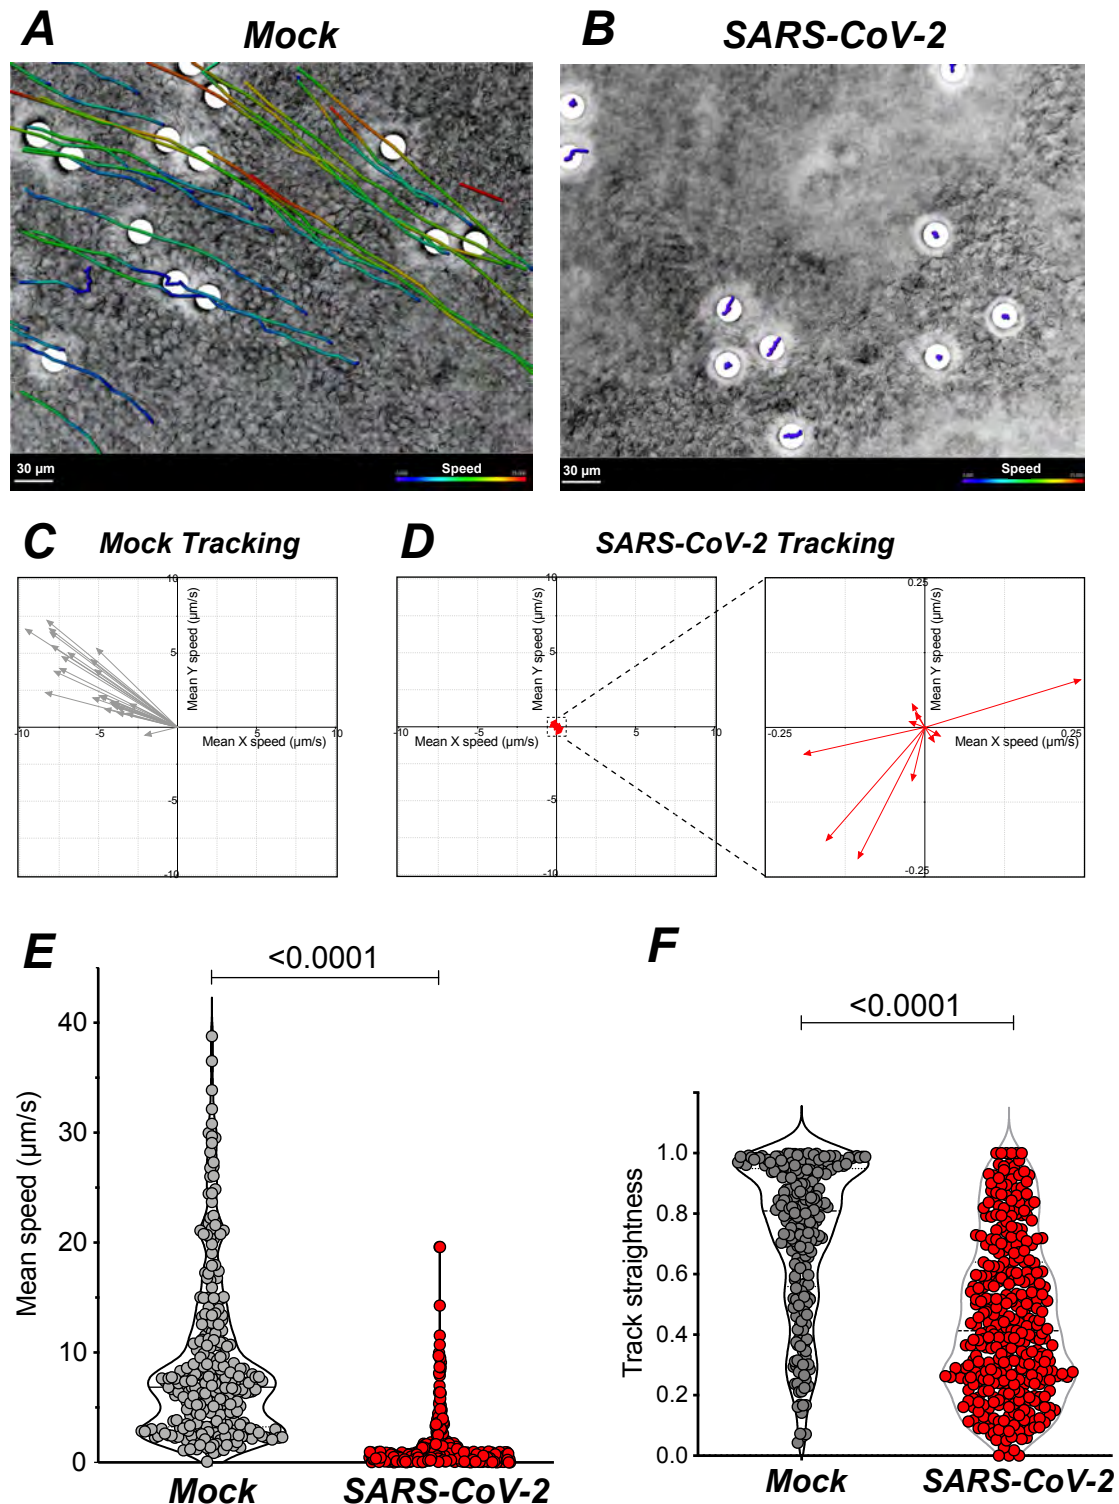 A Mock
B SARS-CoV-2
30 µm
Speed
30 µm
Speed
C Mock Tracking
D SARS-CoV-2 Tracking
10
Mean Y speed (µm/s)
5
-10
-5
5
10
Mean X speed (µm/s)
-5
-10
10
Mean Y speed (µm/s)
5
-10
-5
5
10
Mean X speed (µm/s)
-5
-10
0.25
Mean Y speed (µm/s)
-0.25
Mean X speed (µm/s)
0.25
-0.25
E
<0.0001
Mean speed (µm/s)
40
30
20
10
0
Mock
SARS-CoV-2
F
<0.0001
Track straightness
1.0
0.8
0.6
0.4
0.2
0.0
Mock
SARS-CoV-2